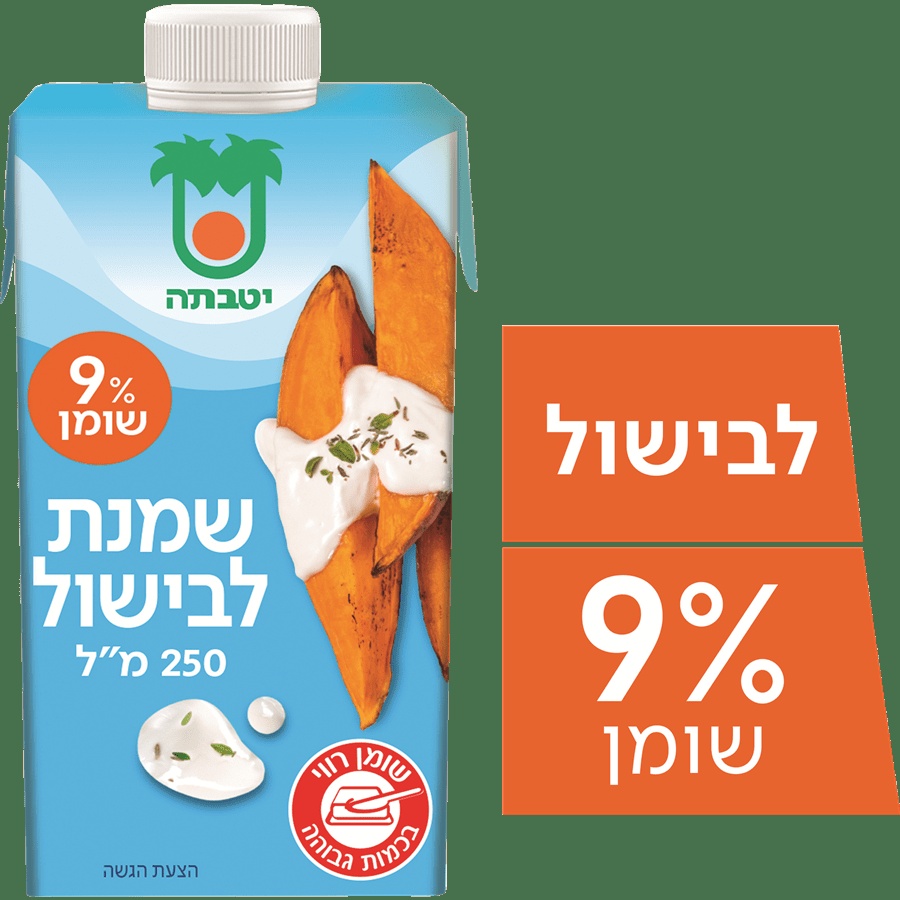 יטבתה
9%
שומן
שמנת
לבישול
250 מ"ל
שומן רווי
בכמות גבוהה
הצעת הגשה
לבישול
9%
שומן